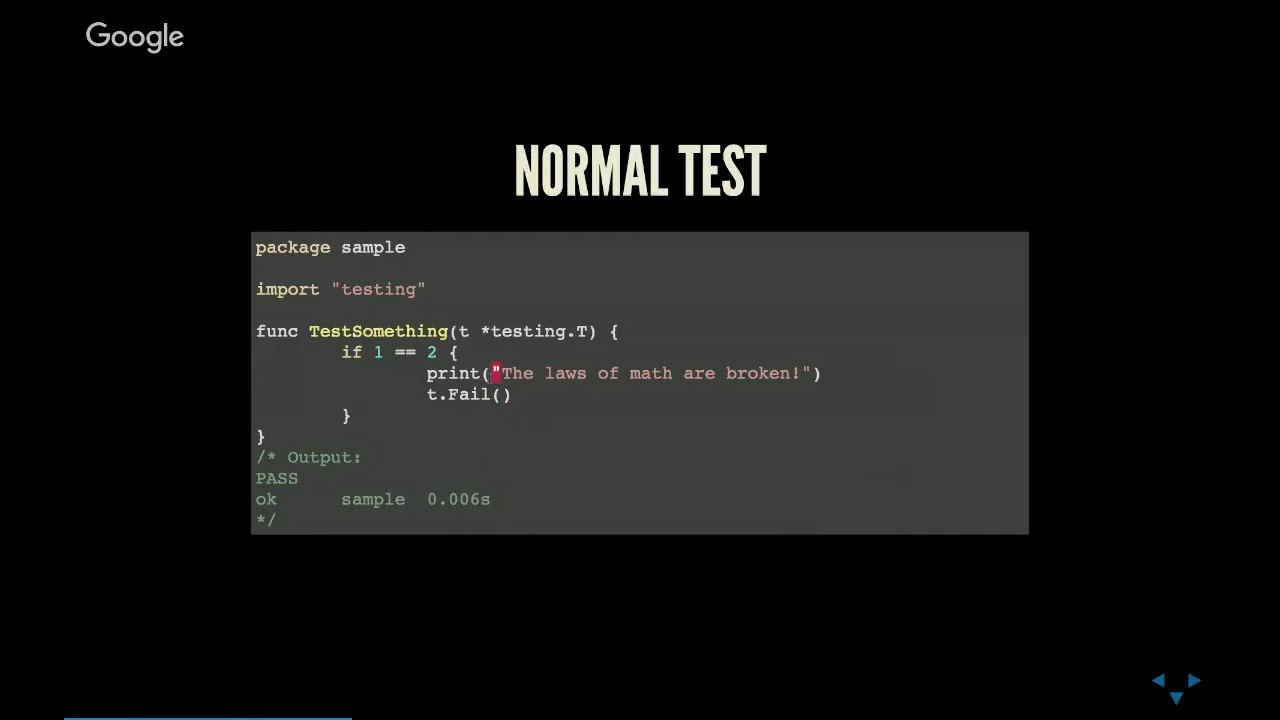 Google
NORMAL TEST
package sample
import "testing"
func TestSomething(t *testing.T) {
if 1 == 2 {
print("The laws of math are broken!")
t.Fail()
}
}
/* Output:
PASS
ok sample 0.006s
*/